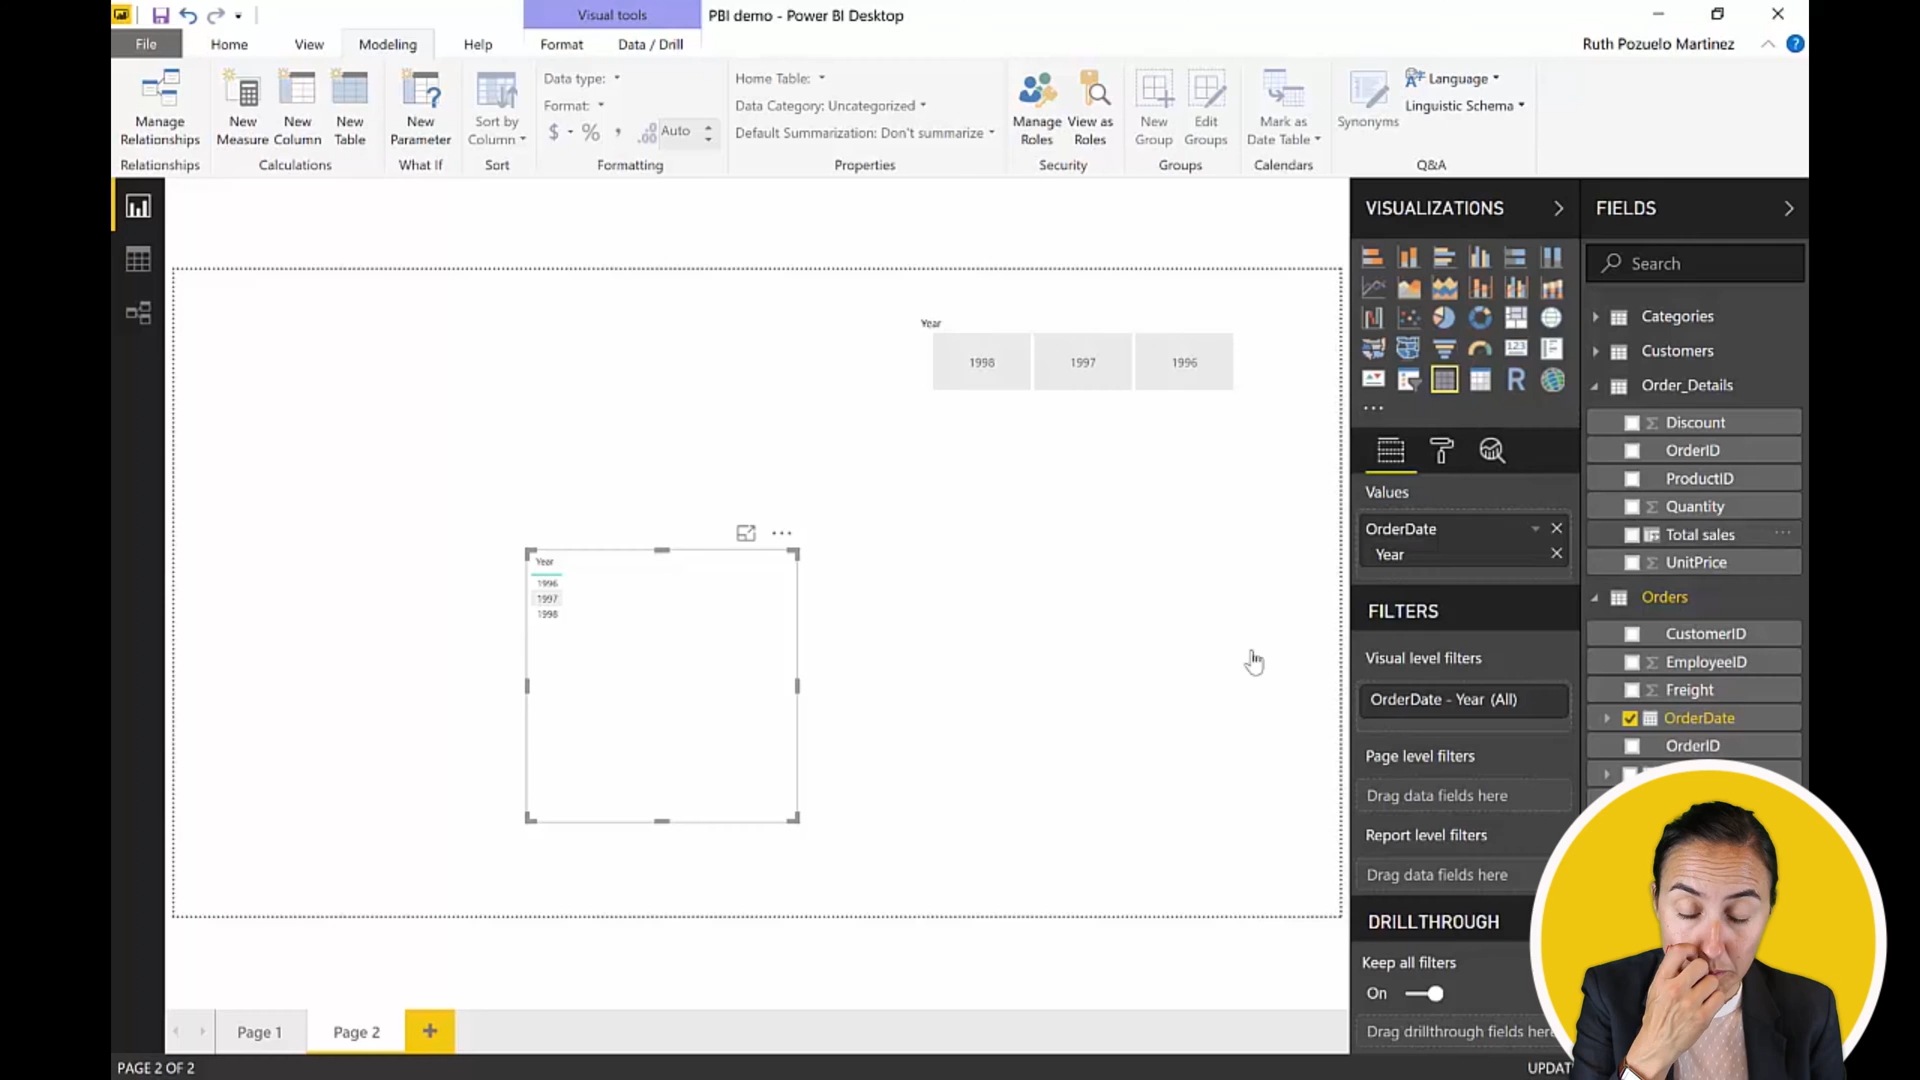 Visual tools
PBI demo - Power BI Desktop
File
Home
View
Modeling
Help
Format
Data / Drill
Ruth Pozuelo Martinez
?
Manage Relationships
New Measure
New Column
New Table
New Parameter
Sort by Column
Data type:
Format:
$ % , .00 Auto
Home Table:
Data Category: Uncategorized
Default Summarization: Don't summarize
Manage Roles
View as Roles
New Group
Edit Groups
Mark as Date Table
Synonyms
Language
Linguistic Schema
Relationships
Calculations
What If
Sort
Formatting
Properties
Security
Groups
Calendars
Q&A
Year
1998
1997
1996
Year
1996
1997
1998
VISUALIZATIONS
123
R
Values
OrderDate
Year
FILTERS
Visual level filters
OrderDate - Year (All)
Page level filters
Drag data fields here
Report level filters
Drag data fields here
DRILLTHROUGH
Keep all filters
On
Drag drillthrough fields here
FIELDS
Search
Categories
Customers
Order_Details
Discount
OrderID
ProductID
Quantity
Total sales
UnitPrice
Orders
CustomerID
EmployeeID
Freight
OrderDate
OrderID
Page 1
Page 2
PAGE 2 OF 2
UPDAT